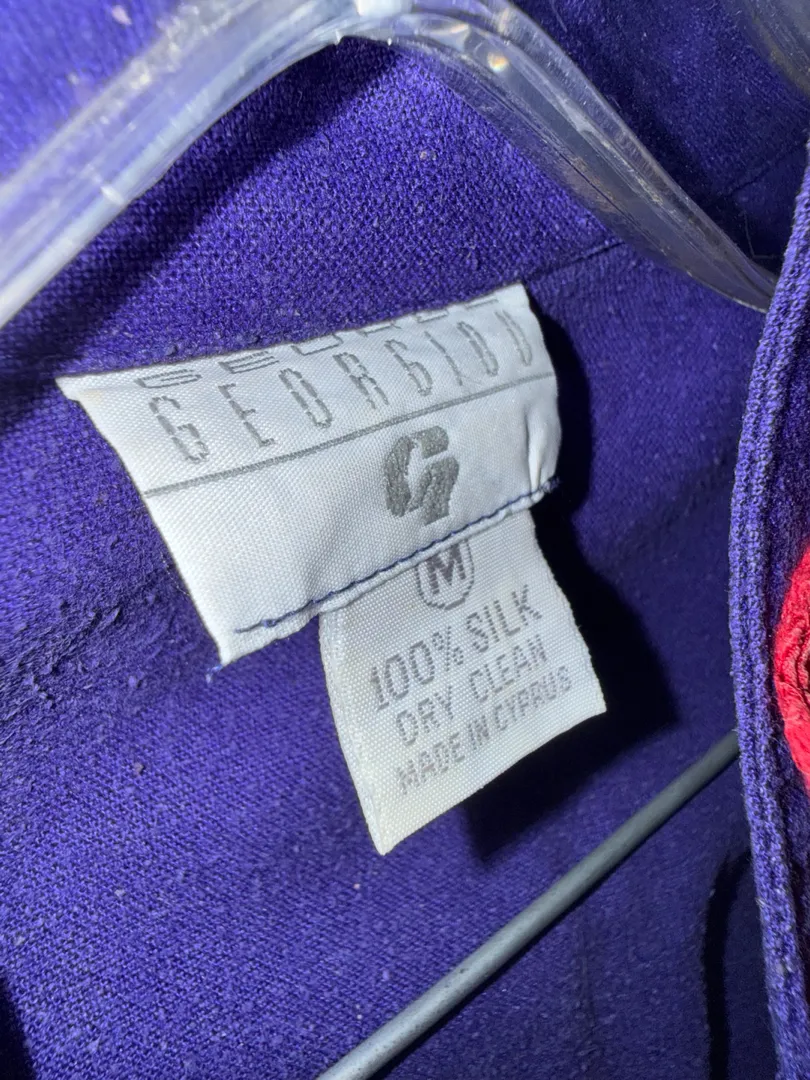 GEORGIOU
M
100% SILK
DRY CLEAN
MADE IN CYPRUS